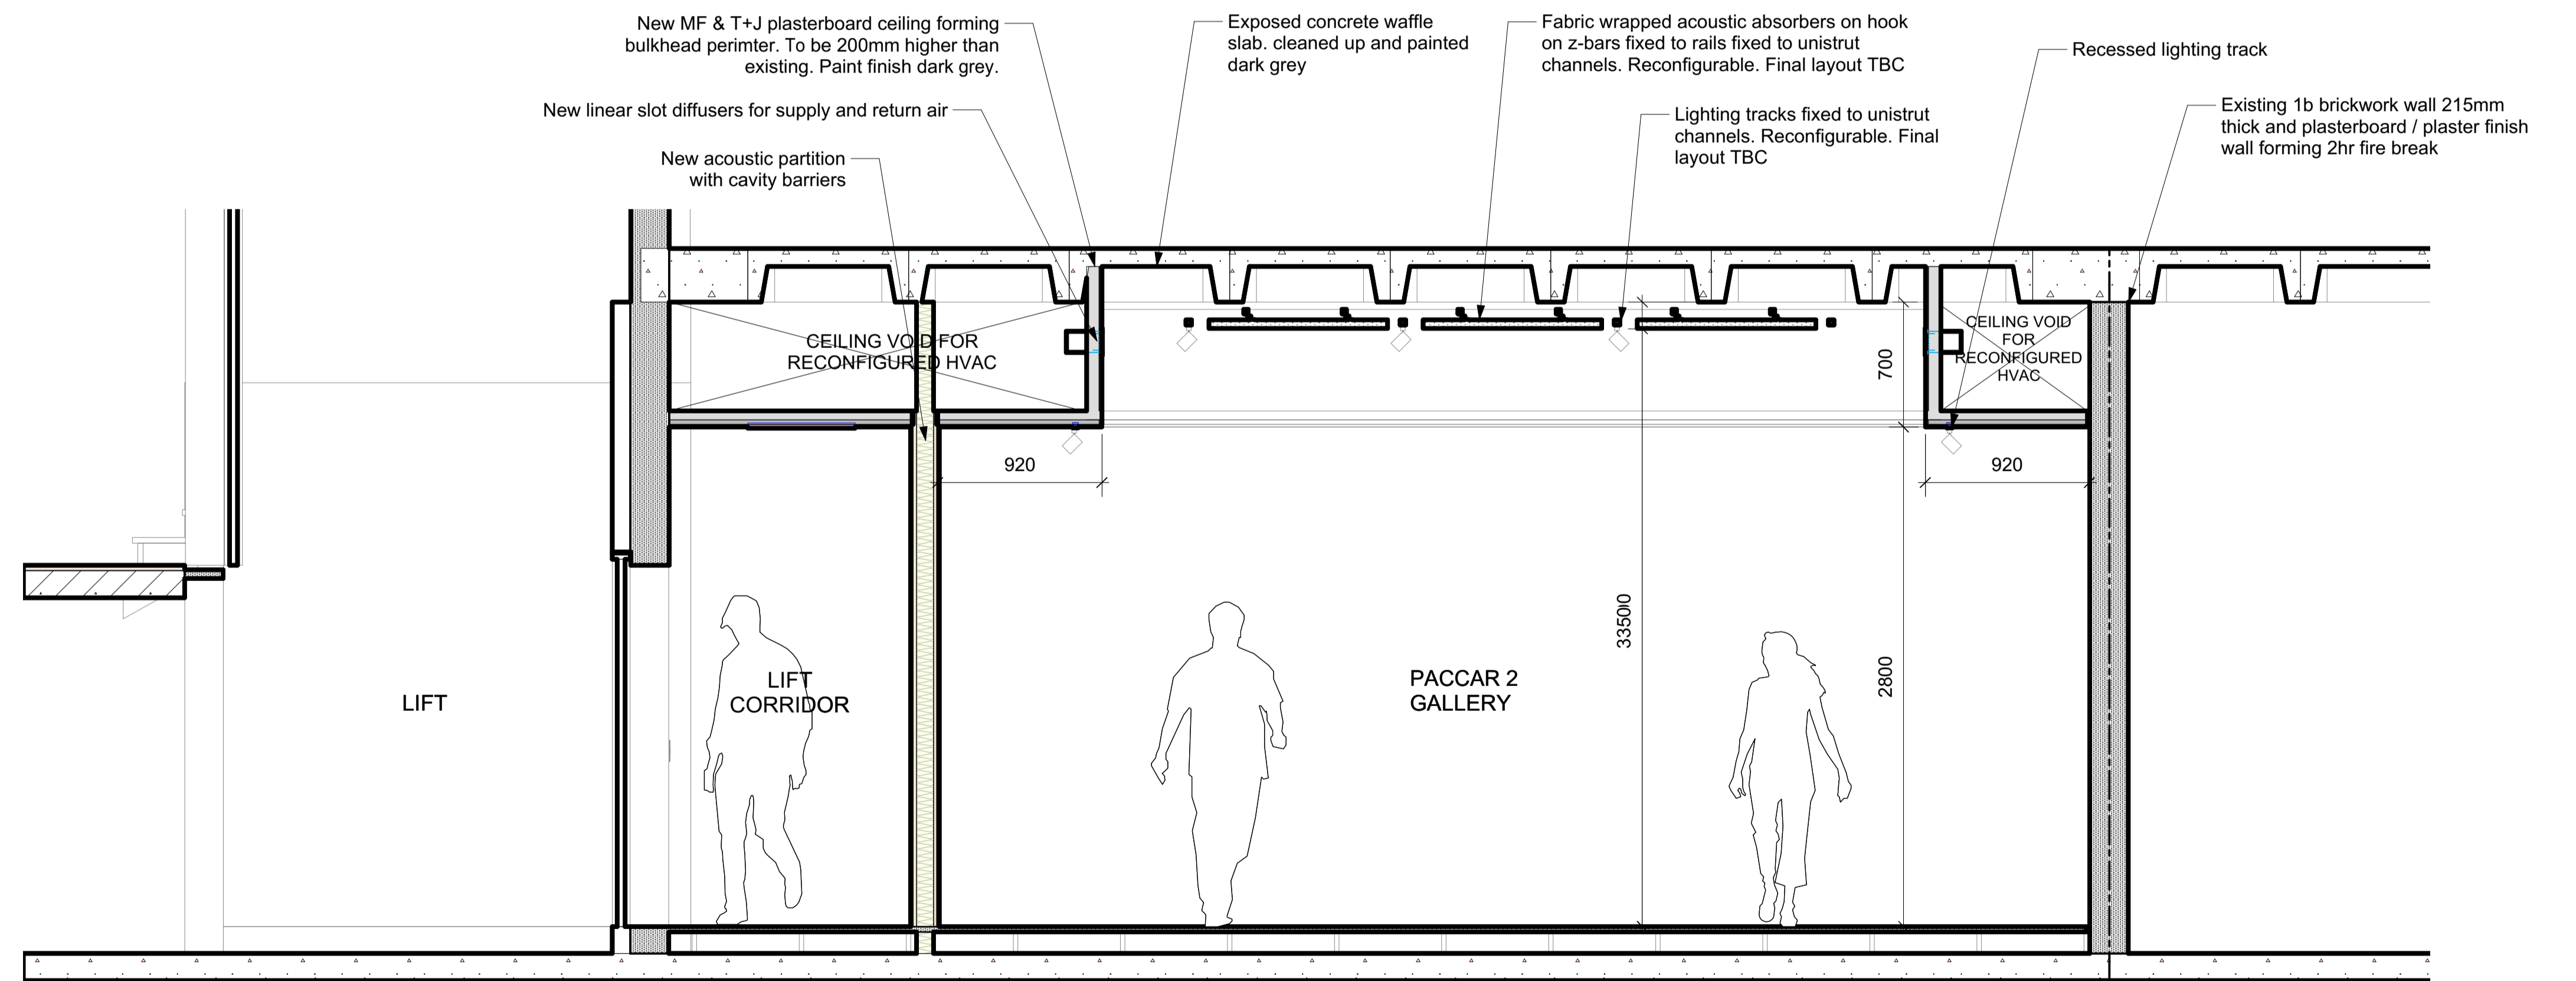 New MF & T+J plasterboard ceiling forming
bulkhead perimter. To be 200mm higher than
existing. Paint finish dark grey.
New linear slot diffusers for supply and return air
New acoustic partition
with cavity barriers
Exposed concrete waffle
slab. cleaned up and painted
dark grey
Fabric wrapped acoustic absorbers on hook
on z-bars fixed to rails fixed to unistrut
channels. Reconfigurable. Final layout TBC
Lighting tracks fixed to unistrut
channels. Reconfigurable. Final
layout TBC
Recessed lighting track
Existing 1b brickwork wall 215mm
thick and plasterboard / plaster finish
wall forming 2hr fire break
CEILING VOID FOR
RECONFIGURED HVAC
CEILING VOID
FOR
RECONFIGURED
HVAC
700
920
920
2800
LIFT
LIFT
CORRIDOR
PACCAR 2
GALLERY